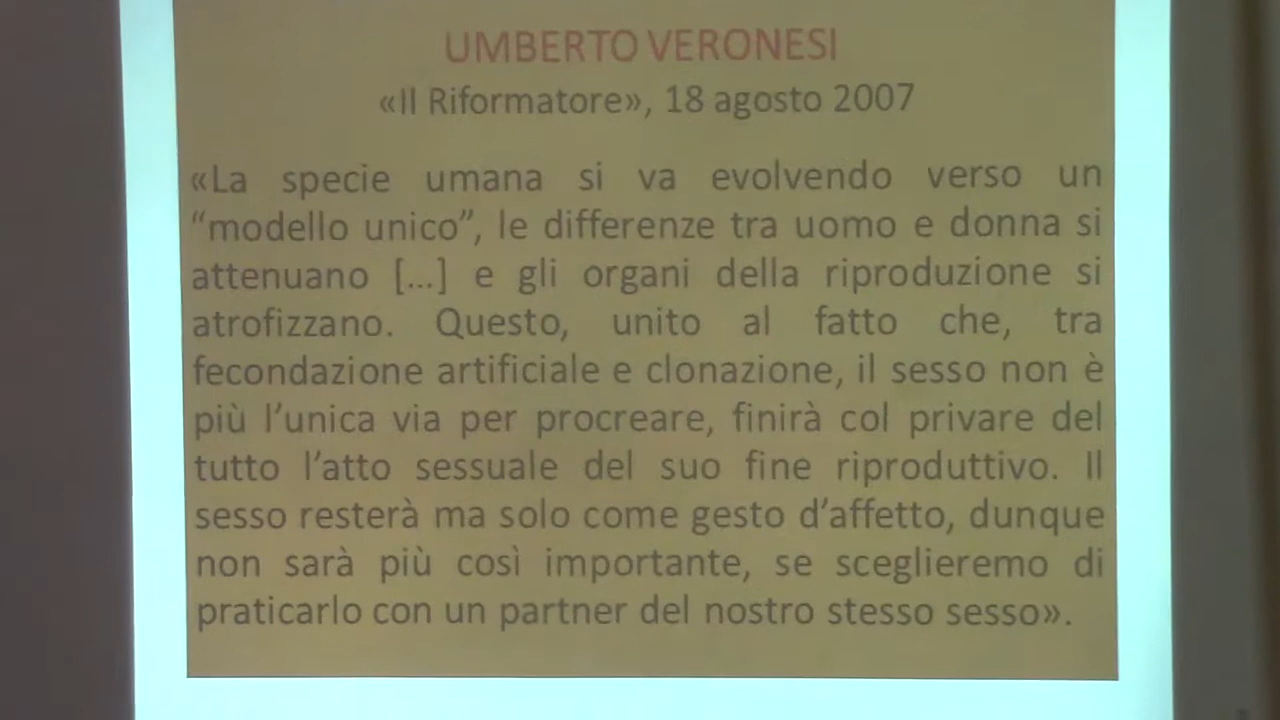 UMBERTO VERONESI
«Il Riformatore», 18 agosto 2007
«La specie umana si va evolvendo verso un
“modello unico”, le differenze tra uomo e donna si
attenuano [...] e gli organi della riproduzione si
atrofizzano. Questo, unito al fatto che, tra
fecondazione artificiale e clonazione, il sesso non è
più l’unica via per procreare, finirà col privare del
tutto l’atto sessuale del suo fine riproduttivo. Il
sesso resterà ma solo come gesto d’affetto, dunque
non sarà più così importante, se sceglieremo di
praticarlo con un partner del nostro stesso sesso».